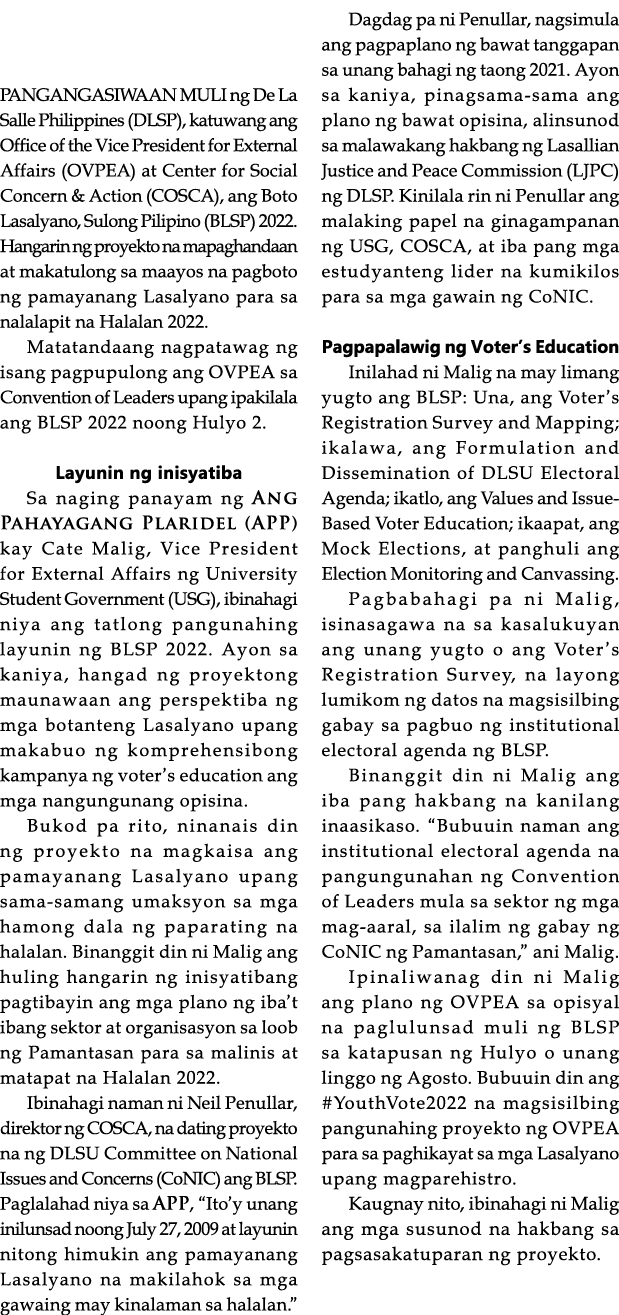 PANGANGASIWAAN MULI ng De La
Salle Philippines (DLSP), katuwang ang
Office of the Vice President for External
Affairs (OVPEA) at Center for Social
Concern & Action (COSCA), ang Boto
Lasalyano, Sulong Pilipino (BLSP) 2022.
Hangarin ng proyekto na mapaghandaan
at makatulong sa maayos na pagboto
ng pamayanang Lasalyano para sa
nalalapit na Halalan 2022.
Matatandaang nagpatawag ng
isang pagpupulong ang OVPEA sa
Convention of Leaders upang ipakilala
ang BLSP 2022 noong Hulyo 2.
Layunin ng inisyatiba
Sa naging panayam ng ANG
PAHAYAGANG PLARIDEL (APP)
kay Cate Malig, Vice President
for External Affairs ng University
Student Government (USG), ibinahagi
niya ang tatlong pangunahing
layunin ng BLSP 2022. Ayon sa
kaniya, hangad ng proyektong
maunawaan ang perspektiba ng
mga botanteng Lasalyano upang
makabuo ng komprehensibong
kampanya ng voter's education ang
mga nangungunang opisina.
Bukod pa rito, ninanais din
ng proyekto na magkaisa ang
pamayanang Lasalyano upang
sama-samang umaksyon sa mga
hamong dala ng paparating na
halalan. Binanggit din ni Malig ang
huling hangarin ng inisyatibang
pagtibayin ang mga plano ng iba't
ibang sektor at organisasyon sa loob
ng Pamantasan para sa malinis at
matapat na Halalan 2022.
Ibinahagi naman ni Neil Penullar,
direktor ng COSCA, na dating proyekto
na ng DLSU Committee on National
Issues and Concerns (CoNIC) ang BLSP.
Paglalahad niya sa APP, “Ito'y unang
inilunsad noong July 27, 2009 at layunin
nitong himukin ang pamayanang
Lasalyano na makilahok sa mga
gawaing may kinalaman sa halalan.”
Dagdag pa ni Penullar, nagsimula
ang pagpaplano ng bawat tanggapan
sa unang bahagi ng taong 2021. Ayon
sa kaniya, pinagsama-sama ang
plano ng bawat opisina, alinsunod
sa malawakang hakbang ng Lasallian
Justice and Peace Commission (LJPC)
ng DLSP. Kinilala rin ni Penullar ang
malaking papel na ginagampanan
ng USG, COSCA, at iba pang mga
estudyanteng lider na kumikilos
para sa mga gawain ng CoNIC.
Pagpapalawig ng Voter's Education
Inilahad ni Malig na may limang
yugto ang BLSP: Una, ang Voter's
Registration Survey and Mapping;
ikalawa, ang Formulation and
Dissemination of DLSU Electoral
Agenda; ikatlo, ang Values and Issue-
Based Voter Education; ikaapat, ang
Mock Elections, at panghuli ang
Election Monitoring and Canvassing.
Pagbabahagi pa ni Malig,
isinasagawa na sa kasalukuyan
ang unang yugto o ang Voter's
Registration Survey, na layong
lumikom ng datos na magsisilbing
gabay sa pagbuo ng institutional
electoral agenda ng BLSP.
Binanggit din ni Malig ang
iba pang hakbang na kanilang
inaasikaso. “Bubuuin naman ang
institutional electoral agenda na
pangungunahan ng Convention
of Leaders mula sa sektor ng mga
mag-aaral, sa ilalim ng gabay ng
CoNIC ng Pamantasan,” ani Malig.
Ipinaliwanag din ni Malig
ang plano ng OVPEA sa opisyal
na paglulunsad muli ng BLSP
sa katapusan ng Hulyo o unang
linggo ng Agosto. Bubuuin din ang
#YouthVote2022 na magsisilbing
pangunahing proyekto ng OVPEA
para sa paghikayat sa mga Lasalyano
upang magparehistro.
Kaugnay nito, ibinahagi ni Malig
ang mga susunod na hakbang sa
pagsasakatuparan ng proyekto.